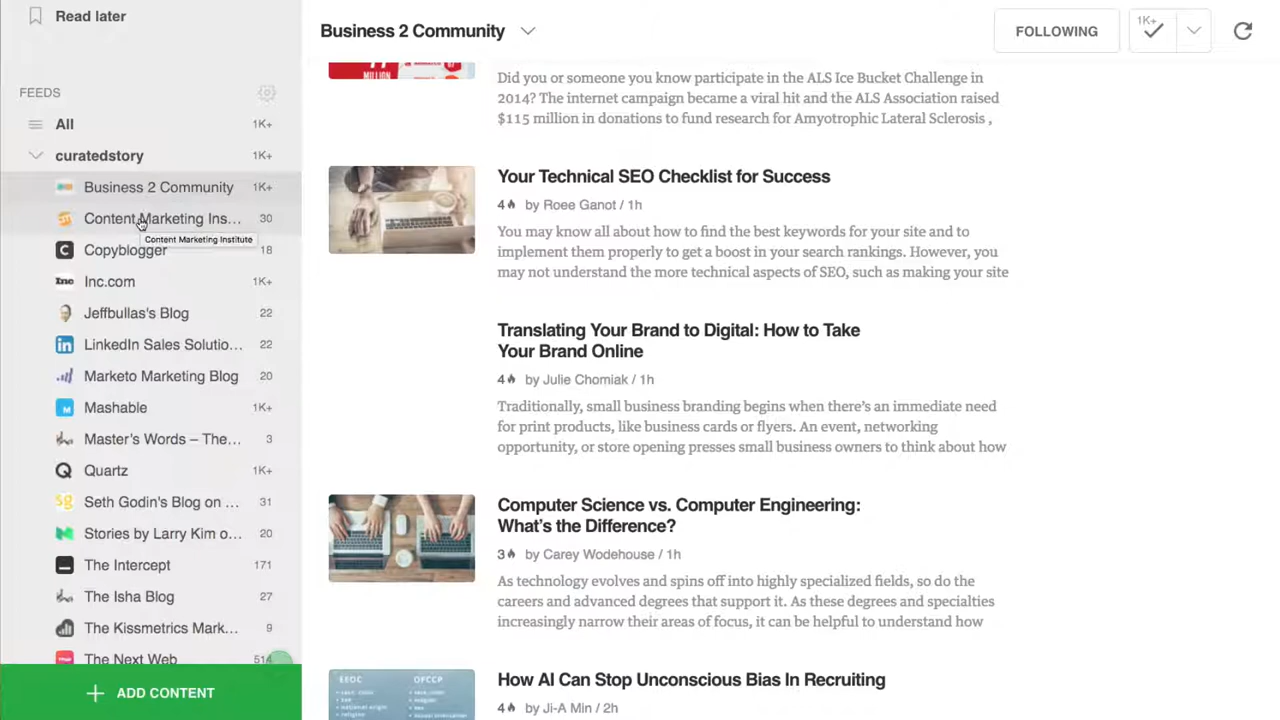 Read later
FEEDS
All 1K+
curatedstory 1K+
Business 2 Community 1K+
Content Marketing Ins... 30
Content Marketing Institute
Copyblogger 18
Inc.com 1K+
Jeffbullas's Blog 22
LinkedIn Sales Solutio... 22
Marketo Marketing Blog 20
Mashable 1K+
Master's Words – The... 3
Quartz 1K+
Seth Godin's Blog on ... 31
Stories by Larry Kim o... 20
The Intercept 171
The Isha Blog 27
The Kissmetrics Mark... 9
The Next Web 514
ADD CONTENT
Business 2 Community
FOLLOWING
1K+
MILLION
Did you or someone you know participate in the ALS Ice Bucket Challenge in
2014? The internet campaign became a viral hit and the ALS Association raised
$115 million in donations to fund research for Amyotrophic Lateral Sclerosis ,
Your Technical SEO Checklist for Success
4 by Roee Ganot / 1h
You may know all about how to find the best keywords for your site and to
implement them properly to get a boost in your search rankings. However, you
may not understand the more technical aspects of SEO, such as making your site
Translating Your Brand to Digital: How to Take
Your Brand Online
4 by Julie Chomiak / 1h
Traditionally, small business branding begins when there's an immediate need
for print products, like business cards or flyers. An event, networking
opportunity, or store opening presses small business owners to think about how
Computer Science vs. Computer Engineering:
What's the Difference?
3 by Carey Wodehouse / 1h
As technology evolves and spins off into highly specialized fields, so do the
careers and advanced degrees that support it. As these degrees and specialties
increasingly narrow their areas of focus, it can be helpful to understand how
EEOC OFCCP
How AI Can Stop Unconscious Bias In Recruiting
4 by Ji-A Min / 2h